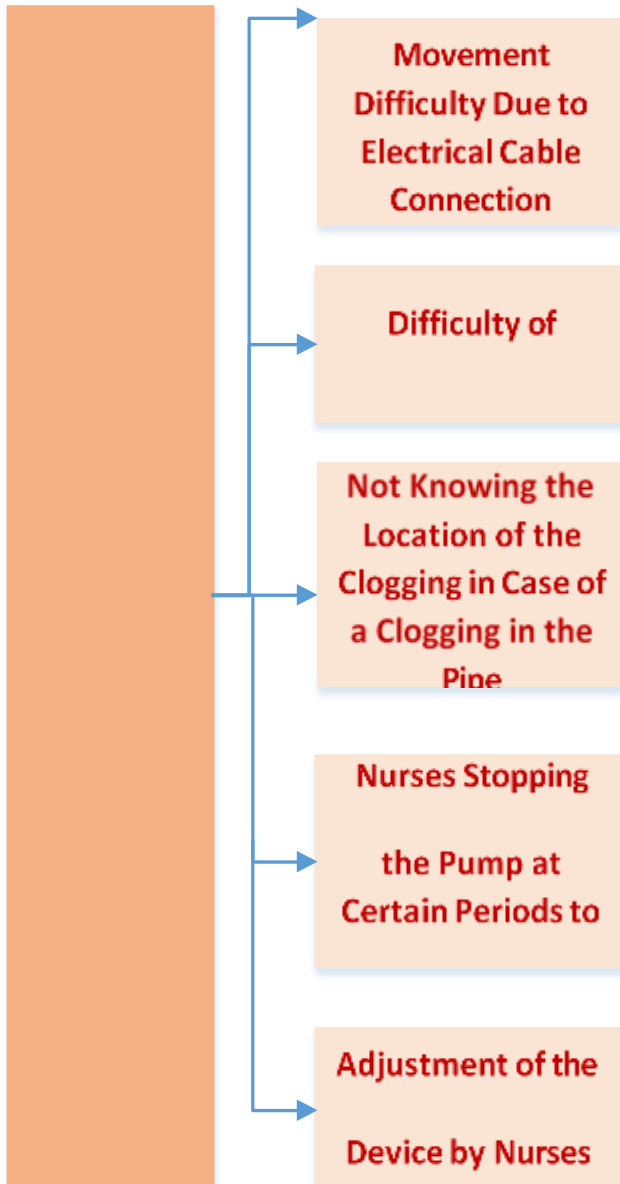 Movement
Difficulty Due to
Electrical Cable
Connection
Difficulty of
Not Knowing the
Location of the
Clogging in Case of
a Clogging in the
Pipe
Nurses Stopping
the Pump at
Certain Periods to
Adjustment of the
Device by Nurses